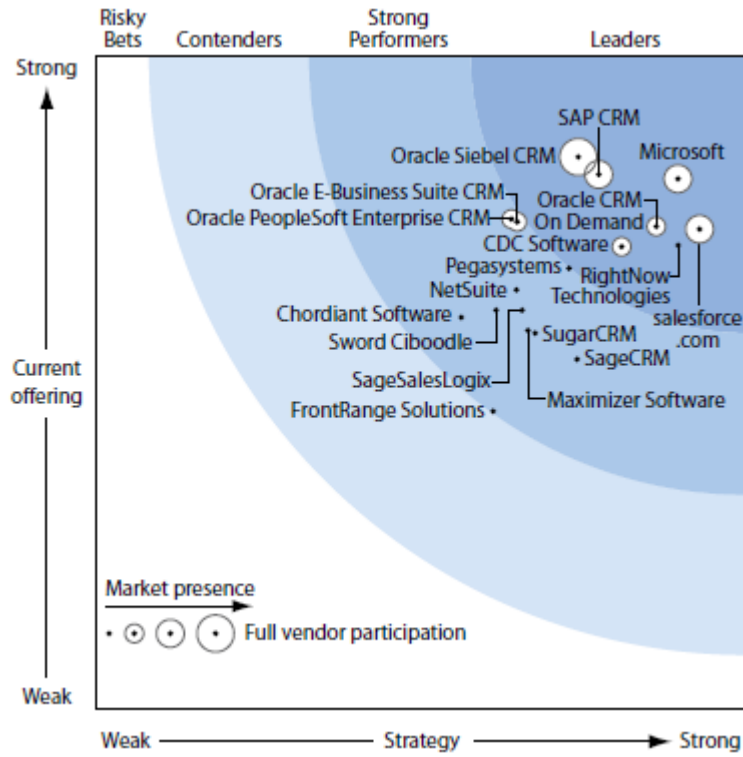 Risky
Bets
Contenders
Strong
Performers
Leaders
Strong
SAP CRM
Oracle Siebel CRM
Microsoft
Oracle E-Business Suite CRM
Oracle CRM
On Demand
Oracle PeopleSoft Enterprise CRM
CDC Software
Pegasystems
RightNow
Technologies
NetSuite
Chordiant Software
salesforce
.com
Sword Ciboodle
SugarCRM
SageCRM
Current
offering
SageSalesLogix
Maximizer Software
FrontRange Solutions
Market presence
Full vendor participation
Weak
Weak
Strategy
Strong